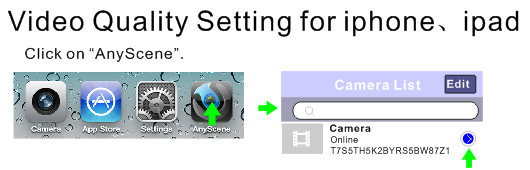 Video Quality Setting for iphone、ipad
Click on “AnyScene”.
Camera App Store Settings AnyScene
Camera List Edit
Camera
Online
T7S5TH5K2BYRS5BW87Z1